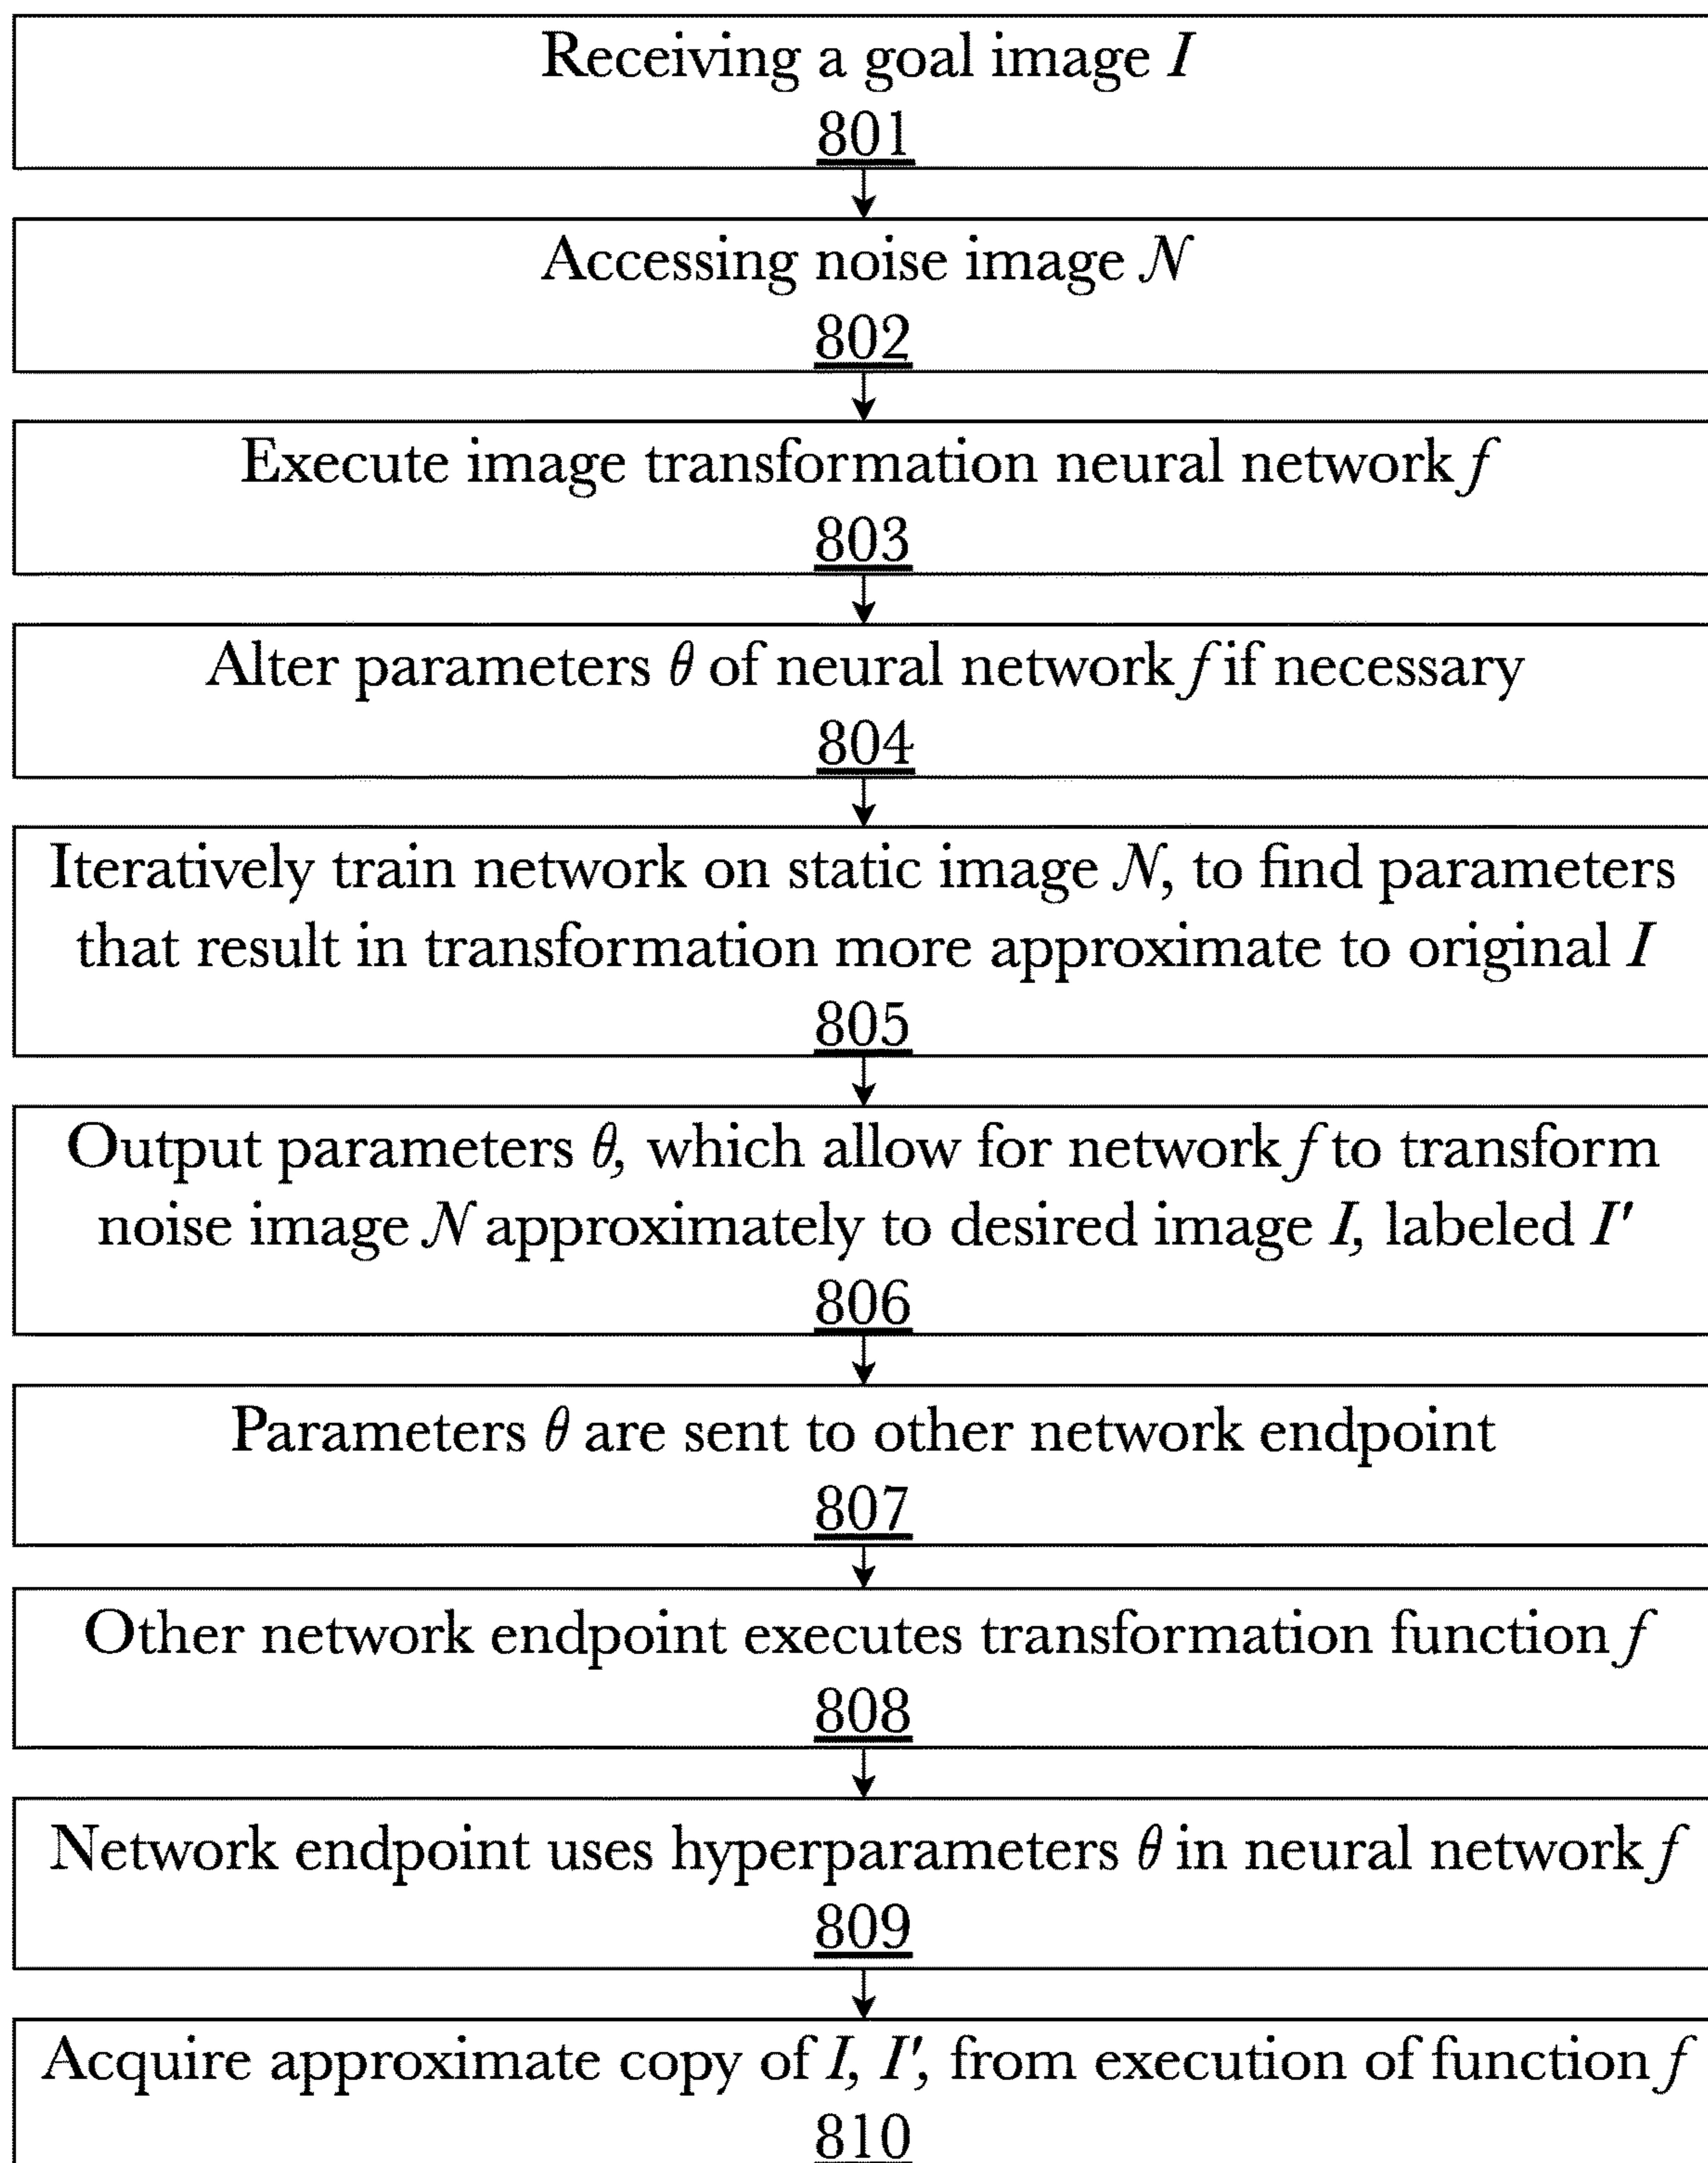 Receiving a goal image I
801
Accessing noise image 𝒩
802
Execute image transformation neural network f
803
Alter parameters θ of neural network f if necessary
804
Iteratively train network on static image 𝒩, to find parameters
that result in transformation more approximate to original I
805
Output parameters θ, which allow for network f to transform
noise image 𝒩 approximately to desired image I, labeled I′
806
Parameters θ are sent to other network endpoint
807
Other network endpoint executes transformation function f
808
Network endpoint uses hyperparameters θ in neural network f
809
Acquire approximate copy of I, I′, from execution of function f
810